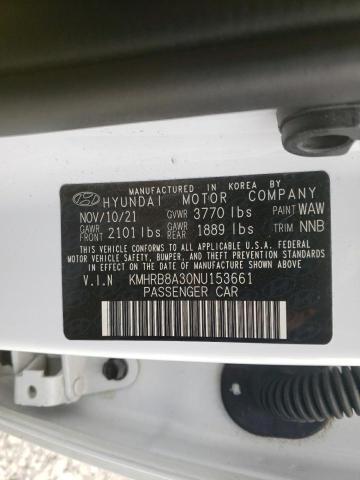 MANUFACTURED IN KOREA BY
HYUNDAI MOTOR COMPANY
NOV/10/21 GVWR 3770 lbs PAINT WAW
GAWR FRONT 2101 lbs GAWR REAR 1889 lbs TRIM NNB
THIS VEHICLE CONFORMS TO ALL APPLICABLE U.S.A. FEDERAL
MOTOR VEHICLE SAFETY, BUMPER, AND THEFT PREVENTION
STANDARDS IN EFFECT ON THE DATE OF MANUFACTURE SHOWN ABOVE.
V.I.N KMHRB8A30NU153661
PASSENGER CAR